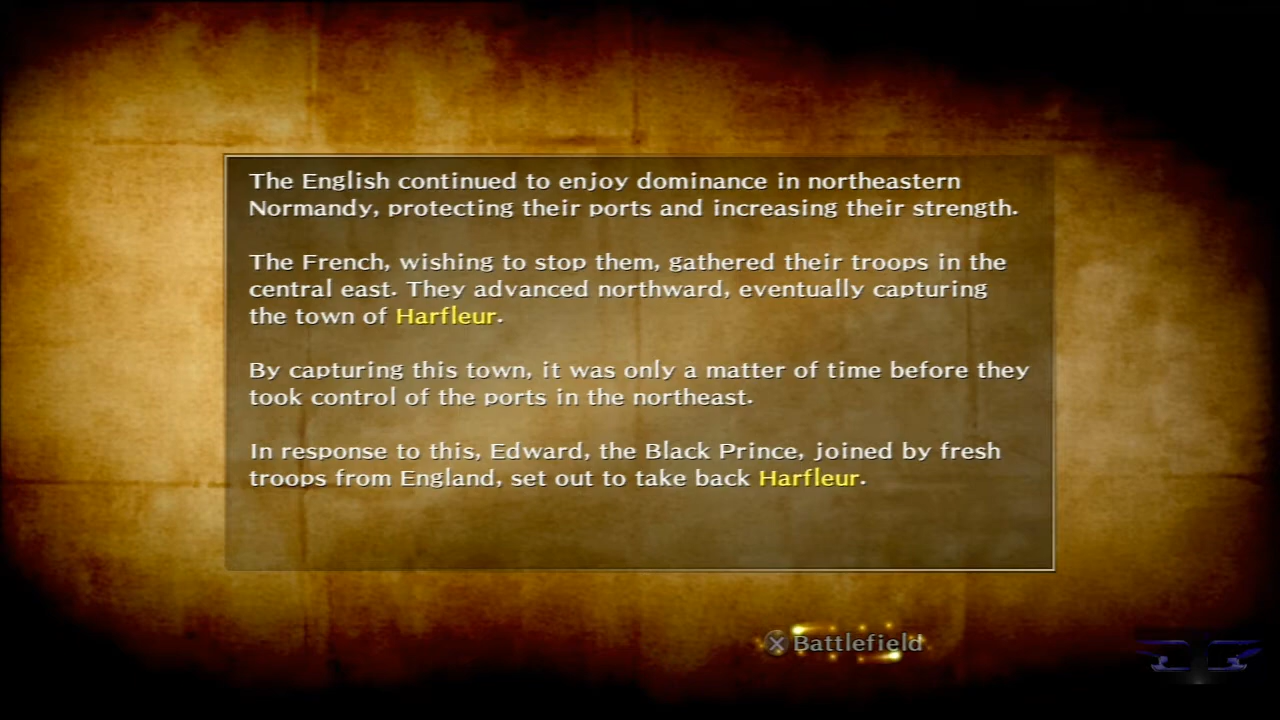 The English continued to enjoy dominance in northeastern
Normandy, protecting their ports and increasing their strength.
The French, wishing to stop them, gathered their troops in the
central east. They advanced northward, eventually capturing
the town of Harfleur.
By capturing this town, it was only a matter of time before they
took control of the ports in the northeast.
In response to this, Edward, the Black Prince, joined by fresh
troops from England, set out to take back Harfleur.
Battlefield